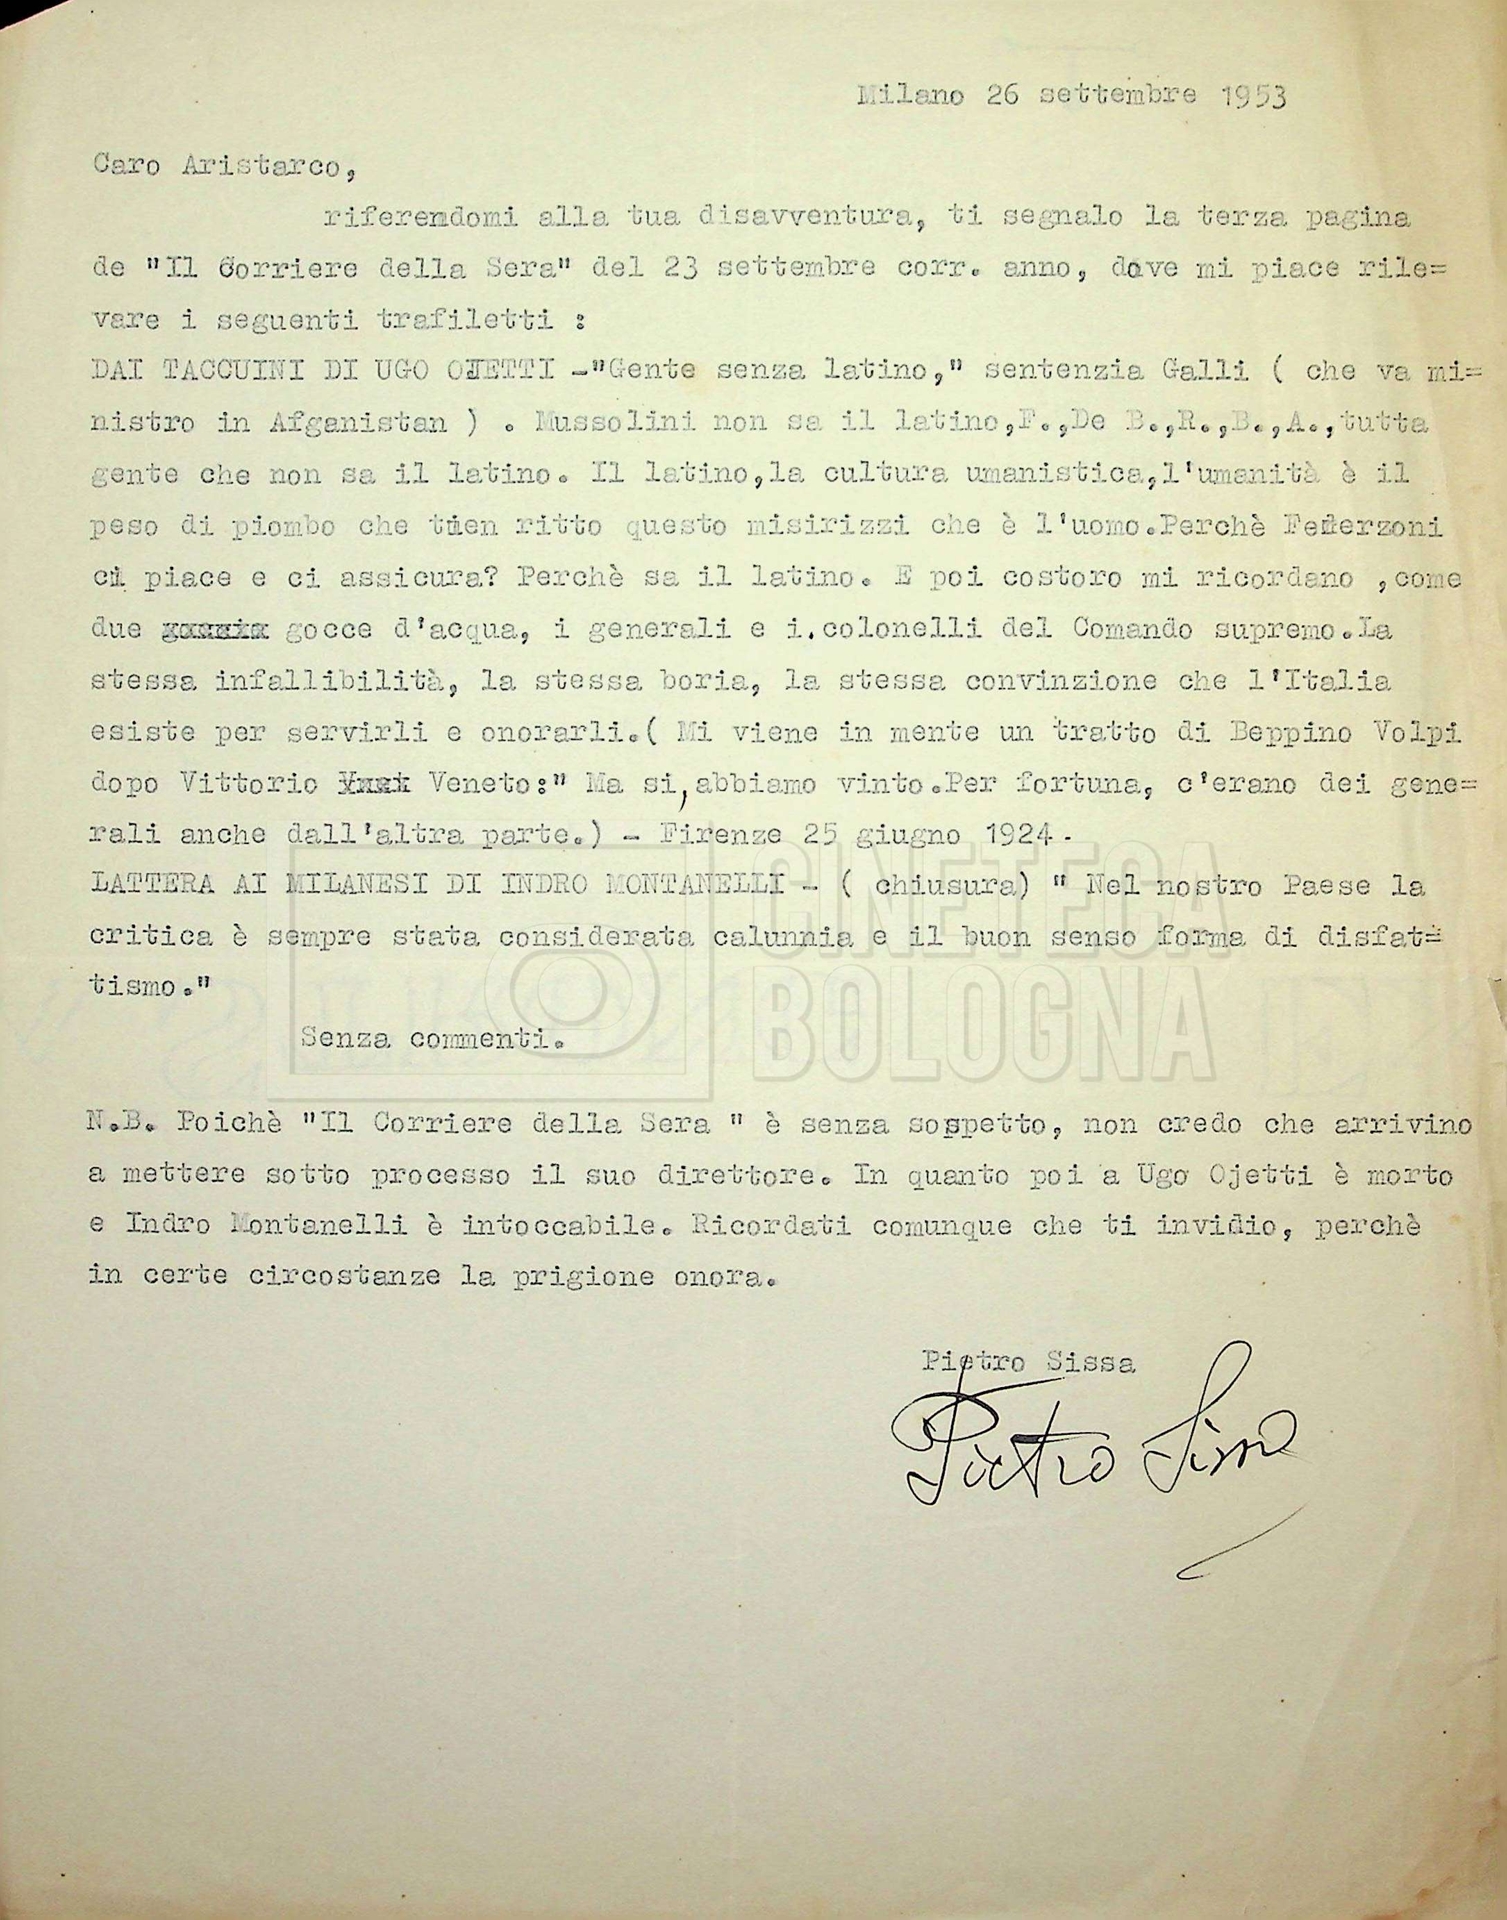 Milano 26 settembre 1953
Caro Aristarco,
riferendomi alla tua disavventura, ti segnalo la terza pagina
de "Il Corriere della Sera" del 23 settembre corr. anno, dove mi piace rile=
vare i seguenti trafiletti :
DAI TACCUINI DI UGO OJETTI -"Gente senza latino," sentenzia Galli ( che va mi=
nistro in Afganistan ) . Mussolini non sa il latino,F.,De B.,R.,B.,A.,tutta
gente che non sa il latino. Il latino,la cultura umanistica,l'umanità è il
peso di piombo che tien ritto questo misirizzi che è l'uomo.Perchè Federzoni
ci piace e ci assicura? Perchè sa il latino. E poi costoro mi ricordano ,come
due gocce d'acqua, i generali e i.colonelli del Comando supremo.La
stessa infallibilità, la stessa boria, la stessa convinzione che l'Italia
esiste per servirli e onorarli.( Mi viene in mente un tratto di Beppino Volpi
dopo Vittorio Veneto:" Ma si,abbiamo vinto.Per fortuna, c'erano dei gene=
rali anche dall'altra parte.) - Firenze 25 giugno 1924.
LATTERA AI MILANESI DI INDRO MONTANELLI - ( chiusura) " Nel nostro Paese la
critica è sempre stata considerata calunnia e il buon senso forma di disfat=
tismo."
Senza commenti.
CINETECA
BOLOGNA
N.B. Poichè "Il Corriere della Sera " è senza sospetto, non credo che arrivino
a mettere sotto processo il suo direttore. In quanto poi a Ugo Ojetti è morto
e Indro Montanelli è intoccabile. Ricordati comunque che ti invidio, perchè
in certe circostanze la prigione onora.
Pietro Sissa
Pietro Sissa